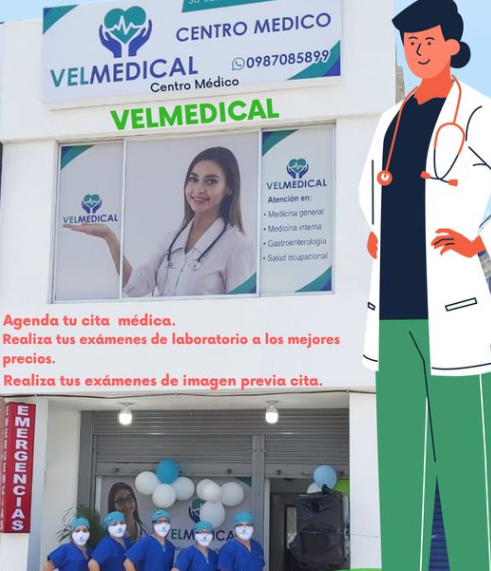 CENTRO MEDICO
0987085899
VELMEDICAL
Centro Médico
VELMEDICAL
VELMEDICAL
VELMEDICAL
Atención en:
• Medicina general
• Medicina interna
• Gastroenterología
• Salud ocupacional
Agenda tu cita médica.
Realiza tus exámenes de laboratorio a los mejores
precios.
Realiza tus exámenes de imagen previa cita.
EMERGENCIAS
EMERGENCIAS